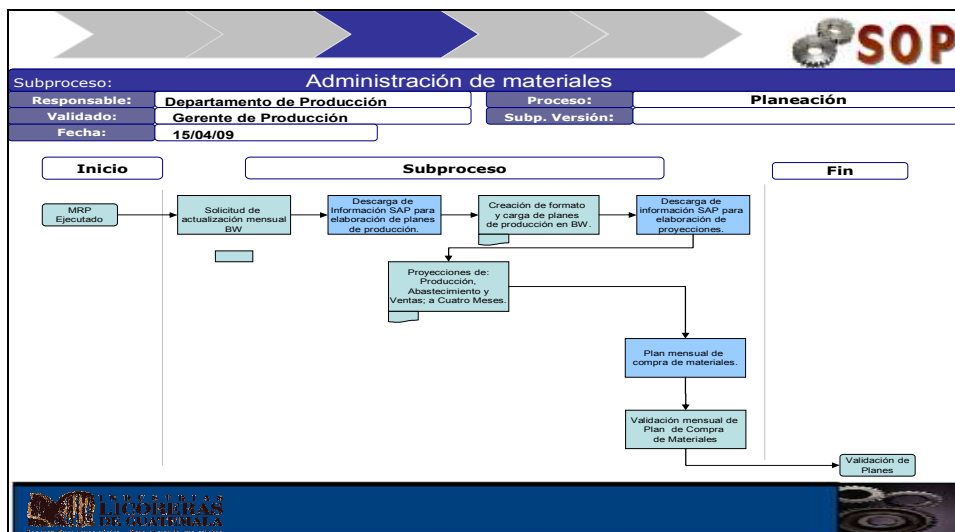 SOP
Subproceso: Administración de materiales
Responsable: Departamento de Producción Proceso: Planeación
Validado: Gerente de Producción Subp. Versión:
Fecha: 15/04/09
Inicio Subproceso Fin
MRP
Ejecutado
Solicitud de
actualización mensual
BW
Descarga de
Información SAP para
elaboración de planes
de producción.
Creación de formato
y carga de planes
de producción en BW.
Descarga de
información SAP para
elaboración de
proyecciones.
Proyecciones de:
Producción,
Abastecimiento y
Ventas; a Cuatro Meses.
Plan mensual de
compra de materiales.
Validación mensual de
Plan de Compra
de Materiales
Validación de
Planes
INDUSTRIAS
LICORERAS
DE GUATEMALA